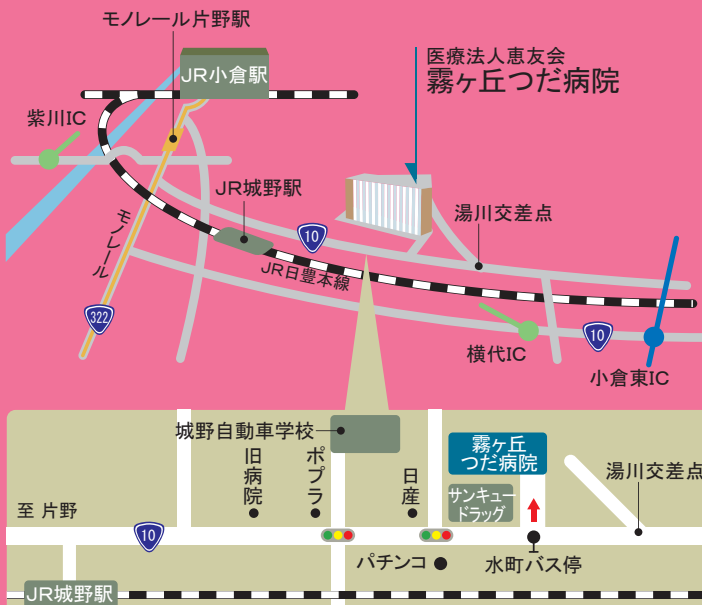 モノレール片野駅
JR小倉駅
医療法人恵友会
霧ヶ丘つだ病院
紫川IC
JR城野駅
湯川交差点
10
モノレール
JR日豊本線
322
横代IC
10
小倉東IC
城野自動車学校
旧病院
ポプラ
日産
霧ヶ丘
つだ病院
サンキュー
ドラッグ
湯川交差点
至 片野
10
パチンコ
水町バス停
JR城野駅